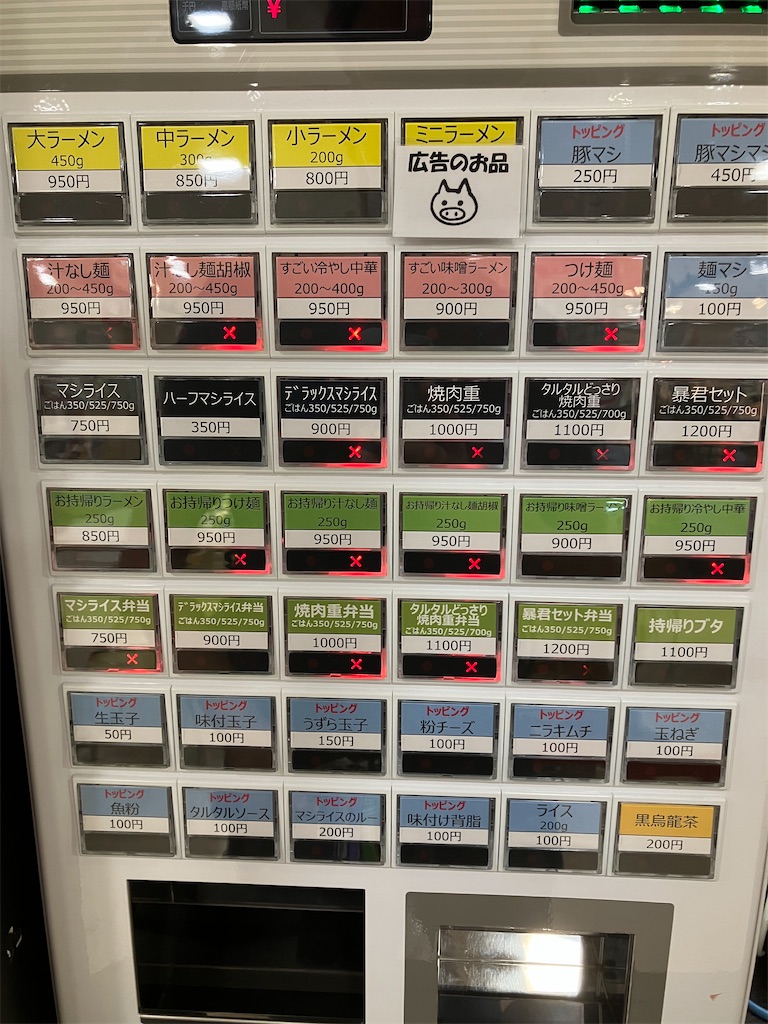 千田 高額紙幣 ¥
大ラーメン
450g
950円
中ラーメン
300g
850円
小ラーメン
200g
800円
ミニラーメン
広告のお品
トッピング
豚マシ
250円
トッピング
豚マシマシ
450円
汁なし麺
200～450g
950円
汁なし麺胡椒
200～450g
950円
×
すごい冷やし中華
200～400g
950円
×
すごい味噌ラーメン
200～300g
900円
つけ麺
200～450g
950円
×
麺マシ
150g
100円
マシライス
ごはん350/525/750g
750円
ハーフマシライス
350円
デラックスマシライス
ごはん350/525/750g
900円
×
焼肉重
ごはん350/525/750g
1000円
×
タルタルどっさり
焼肉重
ごはん350/525/700g
1100円
×
暴君セット
ごはん350/525/750g
1200円
×
お持帰りラーメン
250g
850円
お持帰りつけ麺
250g
950円
×
お持帰り汁なし麺
250g
950円
×
お持帰り汁なし麺胡椒
250g
950円
×
お持帰り味噌ラーメン
250g
900円
お持帰り冷やし中華
250g
950円
×
マシライス弁当
ごはん350/525/750g
750円
×
デラックスマシライス弁当
ごはん350/525/750g
900円
焼肉重弁当
ごはん350/525/750g
1000円
×
タルタルどっさり
焼肉重弁当
ごはん350/525/700g
1100円
×
暴君セット弁当
ごはん350/525/750g
1200円
持帰りブタ
1100円
トッピング
生玉子
50円
トッピング
味付玉子
100円
トッピング
うずら玉子
150円
トッピング
粉チーズ
100円
トッピング
ニラキムチ
100円
トッピング
玉ねぎ
100円
トッピング
魚粉
100円
トッピング
タルタルソース
100円
トッピング
マシライスのルー
200円
トッピング
味付け背脂
100円
ライス
200g
100円
黒烏龍茶
200円